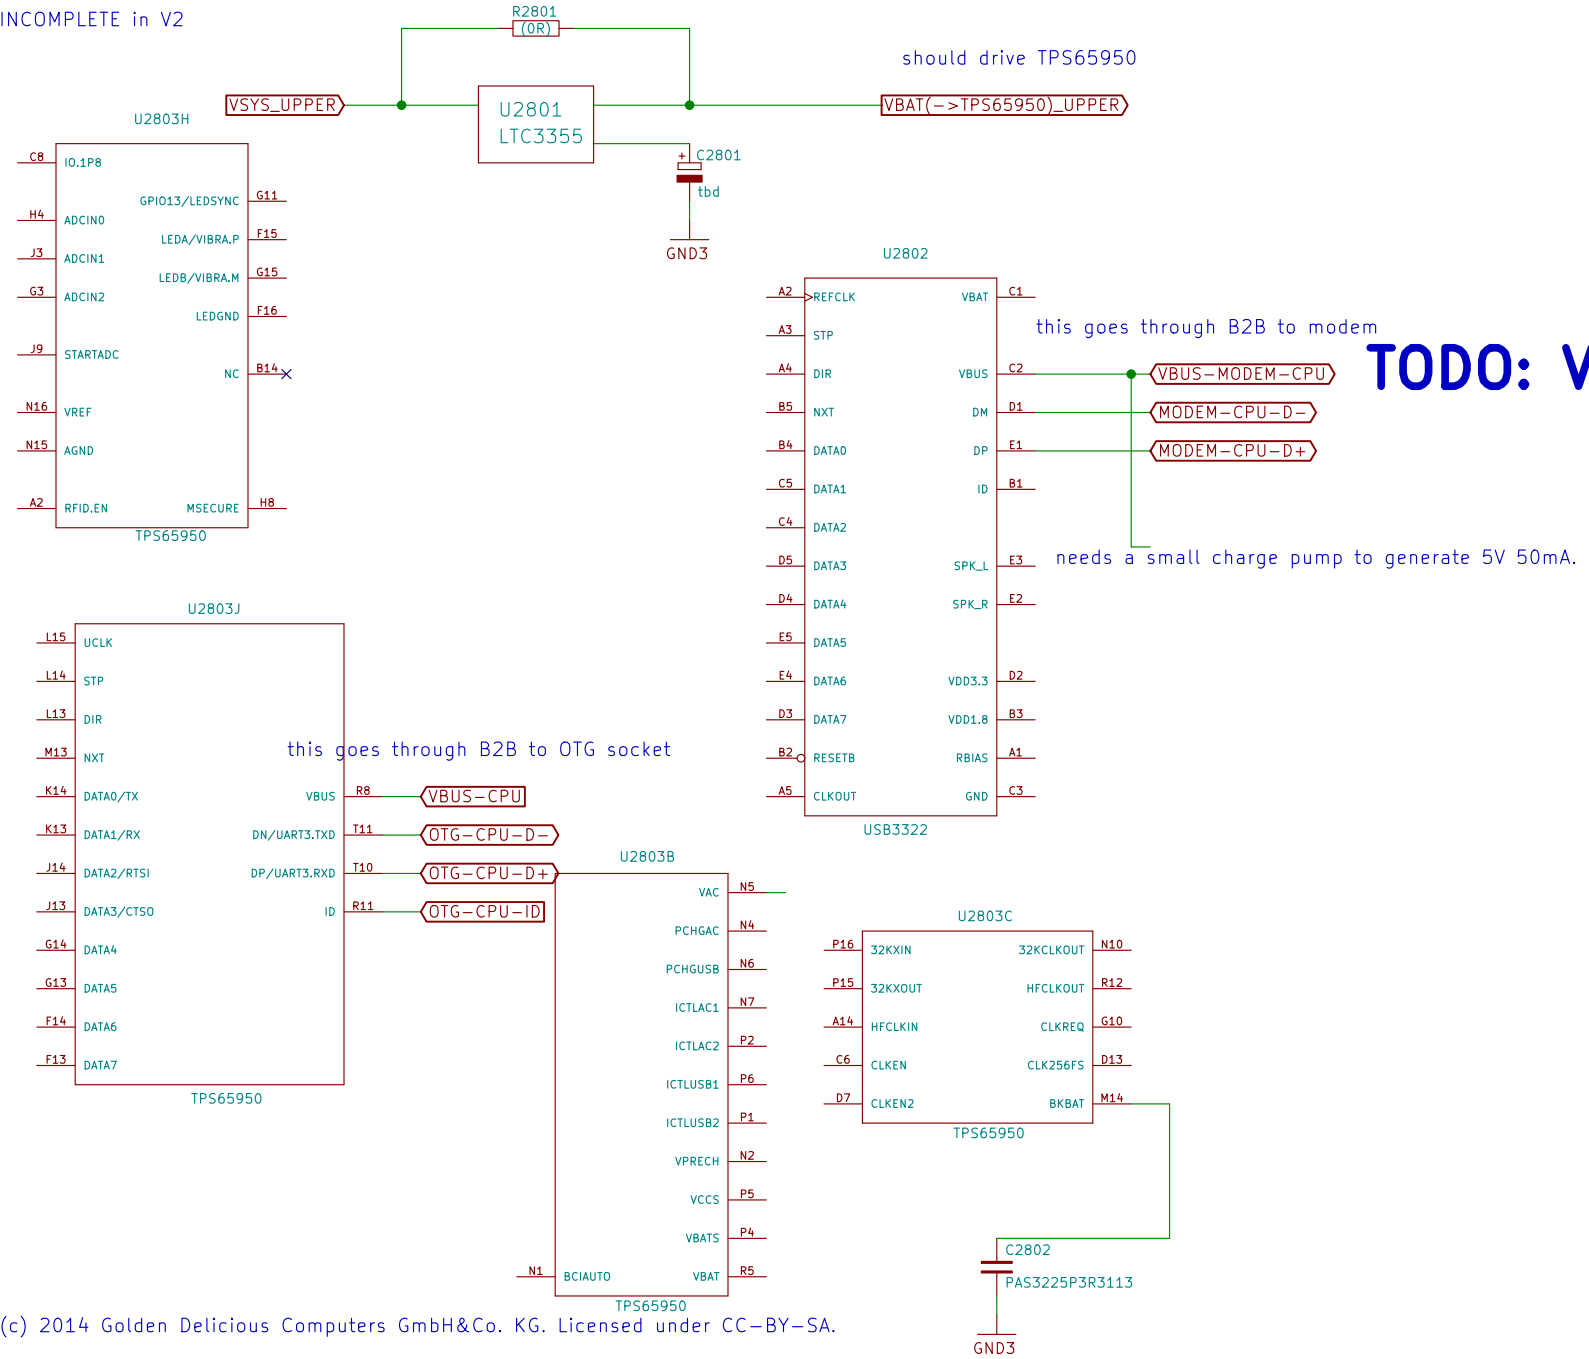 INCOMPLETE in V2
R2801
(0R)
should drive TPS65950
VSYS_UPPER
U2801
LTC3355
VBAT(->TPS65950)_UPPER
+
C2801
tbd
GND3
U2803H
C8 IO.1P8
GPIO13/LEDSYNC G11
H4 ADCIN0
LEDA/VIBRA.P F15
J3 ADCIN1
LEDB/VIBRA.M G15
G3 ADCIN2
LEDGND F16
J9 STARTADC
NC B14
N16 VREF
N15 AGND
A2 RFID.EN MSECURE H8
TPS65950
U2802
A2 REFCLK VBAT C1
A3 STP
A4 DIR VBUS C2
B5 NXT DM D1
B4 DATA0 DP E1
C5 DATA1 ID B1
C4 DATA2
D5 DATA3 SPK_L E3
D4 DATA4 SPK_R E2
E5 DATA5
E4 DATA6 VDD3.3 D2
D3 DATA7 VDD1.8 B3
B2 RESETB RBIAS A1
A5 CLKOUT GND C3
USB3322
this goes through B2B to modem
TODO: V
VBUS-MODEM-CPU
MODEM-CPU-D-
MODEM-CPU-D+
needs a small charge pump to generate 5V 50mA.
U2803J
L15 UCLK
L14 STP
L13 DIR
M13 NXT
K14 DATA0/TX VBUS R8
K13 DATA1/RX DN/UART3.TXD T11
J14 DATA2/RTSI DP/UART3.RXD T10
J13 DATA3/CTSO ID R11
G14 DATA4
G13 DATA5
F14 DATA6
F13 DATA7
TPS65950
this goes through B2B to OTG socket
VBUS-CPU
OTG-CPU-D-
OTG-CPU-D+
OTG-CPU-ID
U2803B
VAC N5
PCHGAC N4
PCHGUSB N6
ICTLAC1 N7
ICTLAC2 P2
ICTLUSB1 P6
ICTLUSB2 P1
VPRECH N2
VCCS P5
VBATS P4
N1 BCIAUTO VBAT R5
TPS65950
U2803C
P16 32KXIN 32KCLKOUT N10
P15 32KXOUT HFCLKOUT R12
A14 HFCLKIN CLKREQ G10
C6 CLKEN CLK256FS D13
D7 CLKEN2 BKBAT M14
TPS65950
C2802
PAS3225P3R3113
GND3
(c) 2014 Golden Delicious Computers GmbH&Co. KG. Licensed under CC-BY-SA.